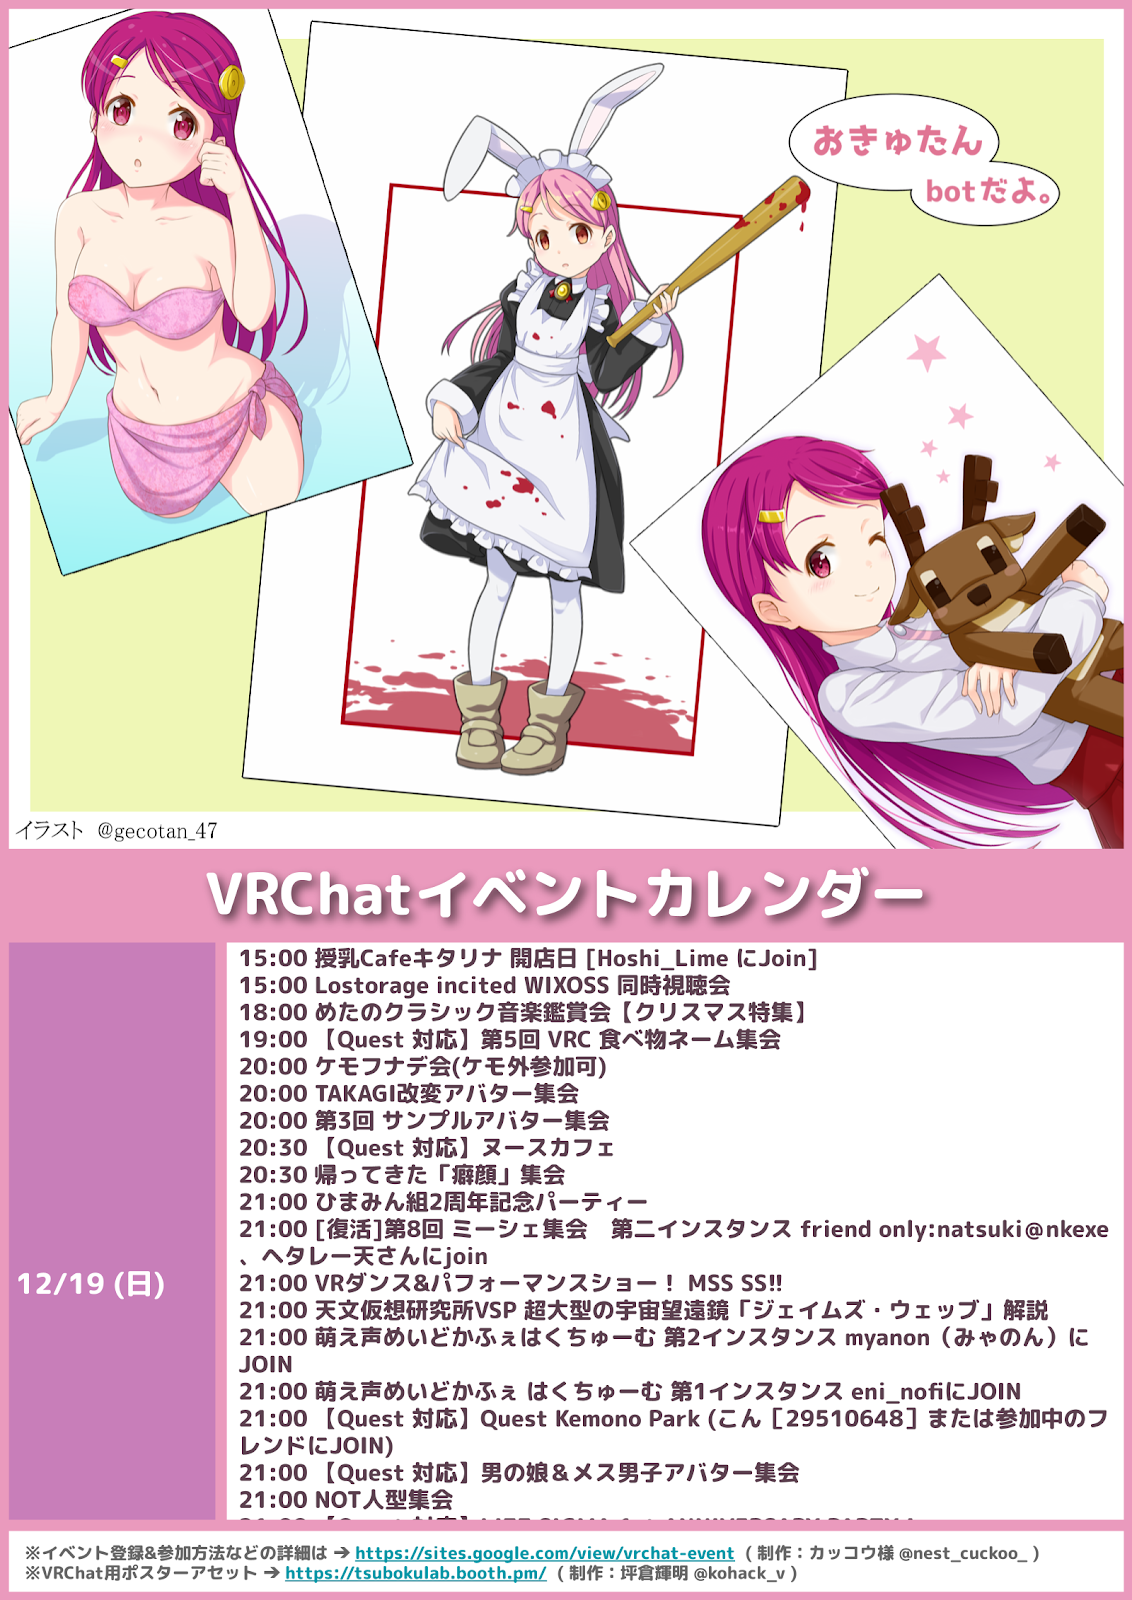 おきゅたん
botだよ。
イラスト @gecotan_47
VRChatイベントカレンダー
12/19 (日)
15:00 授乳Cafeキタリナ 開店日 [Hoshi_Lime にJoin]
15:00 Lostorage incited WIXOSS 同時視聴会
18:00 めたのクラシック音楽鑑賞会【クリスマス特集】
19:00 【Quest 対応】第5回 VRC 食べ物ネーム集会
20:00 ケモフナデ会(ケモ外参加可)
20:00 TAKAGI改変アバター集会
20:00 第3回 サンプルアバター集会
20:30 【Quest 対応】ヌースカフェ
20:30 帰ってきた「癖顔」集会
21:00 ひまみん組2周年記念パーティー
21:00 [復活]第8回 ミーシェ集会　第二インスタンス friend only:natsuki@nkexe
、ヘタレー天さんにjoin
21:00 VRダンス&パフォーマンスショー！ MSS SS!!
21:00 天文仮想研究所VSP 超大型の宇宙望遠鏡「ジェイムズ・ウェッブ」解説
21:00 萌え声めいどかふぇはくちゅーむ 第2インスタンス myanon（みゃのん）に
JOIN
21:00 萌え声めいどかふぇ はくちゅーむ 第1インスタンス eni_nofiにJOIN
21:00 【Quest 対応】Quest Kemono Park (こん［29510648］または参加中のフ
レンドにJOIN)
21:00 【Quest 対応】男の娘＆メス男子アバター集会
21:00 NOT人型集会
※イベント登録&参加方法などの詳細は ➔ https://sites.google.com/view/vrchat-event （ 制作：カッコウ様 @nest_cuckoo_ ）
※VRChat用ポスターアセット ➔ https://tsubokulab.booth.pm/ （ 制作：坪倉輝明 @kohack_v ）